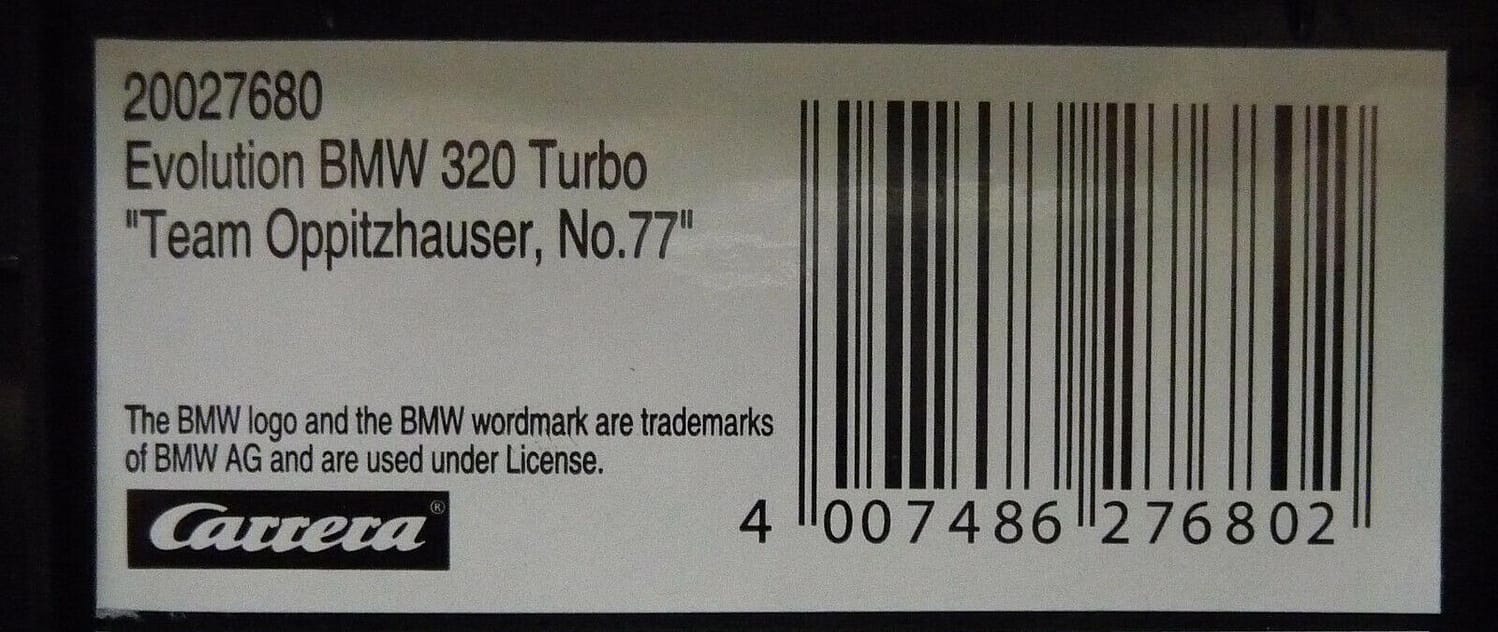 20027680
Evolution BMW 320 Turbo
"Team Oppitzhauser, No.77"
The BMW logo and the BMW wordmark are trademarks
of BMW AG and are used under License.
Carrera®
4 007486 276802